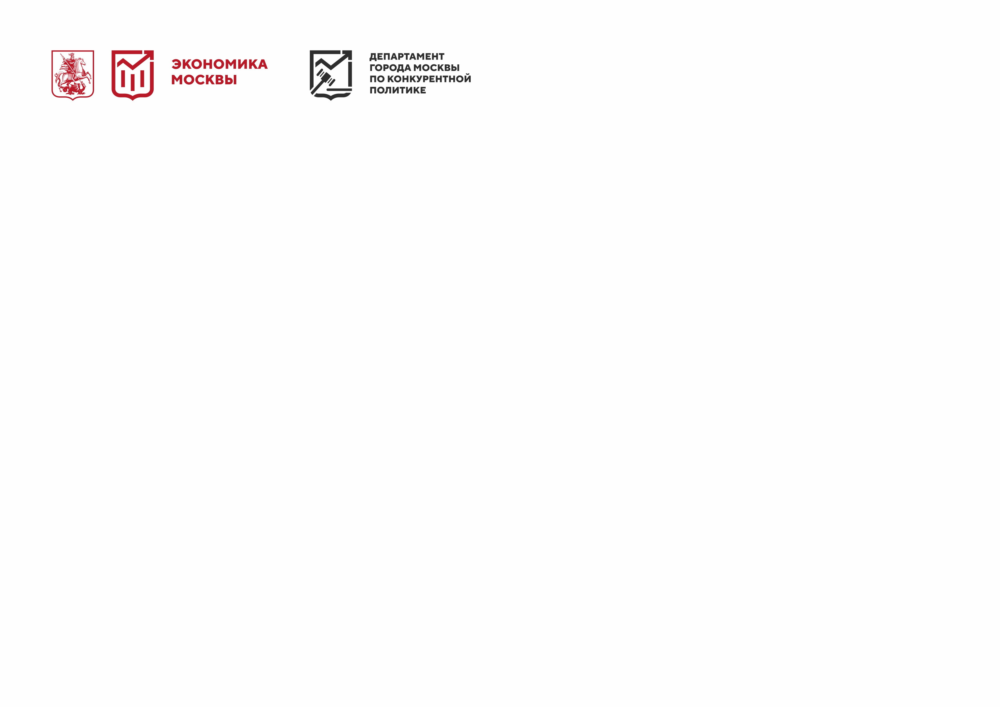 ЭКОНОМИКА
МОСКВЫ
ДЕПАРТАМЕНТ
ГОРОДА МОСКВЫ
ПО КОНКУРЕНТНОЙ
ПОЛИТИКЕ